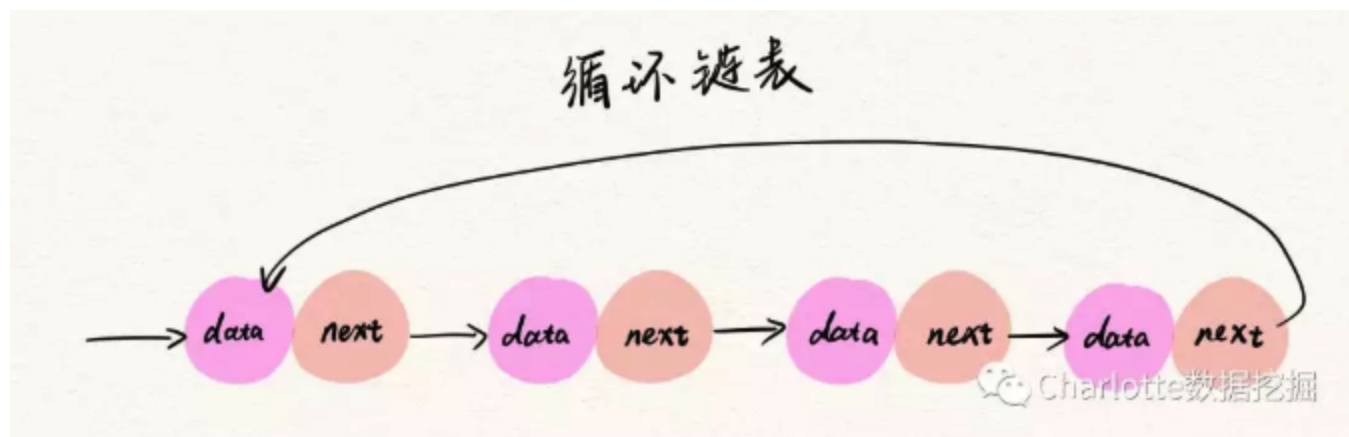 循环链表
data next data next data next data next
Charlotte数据挖掘